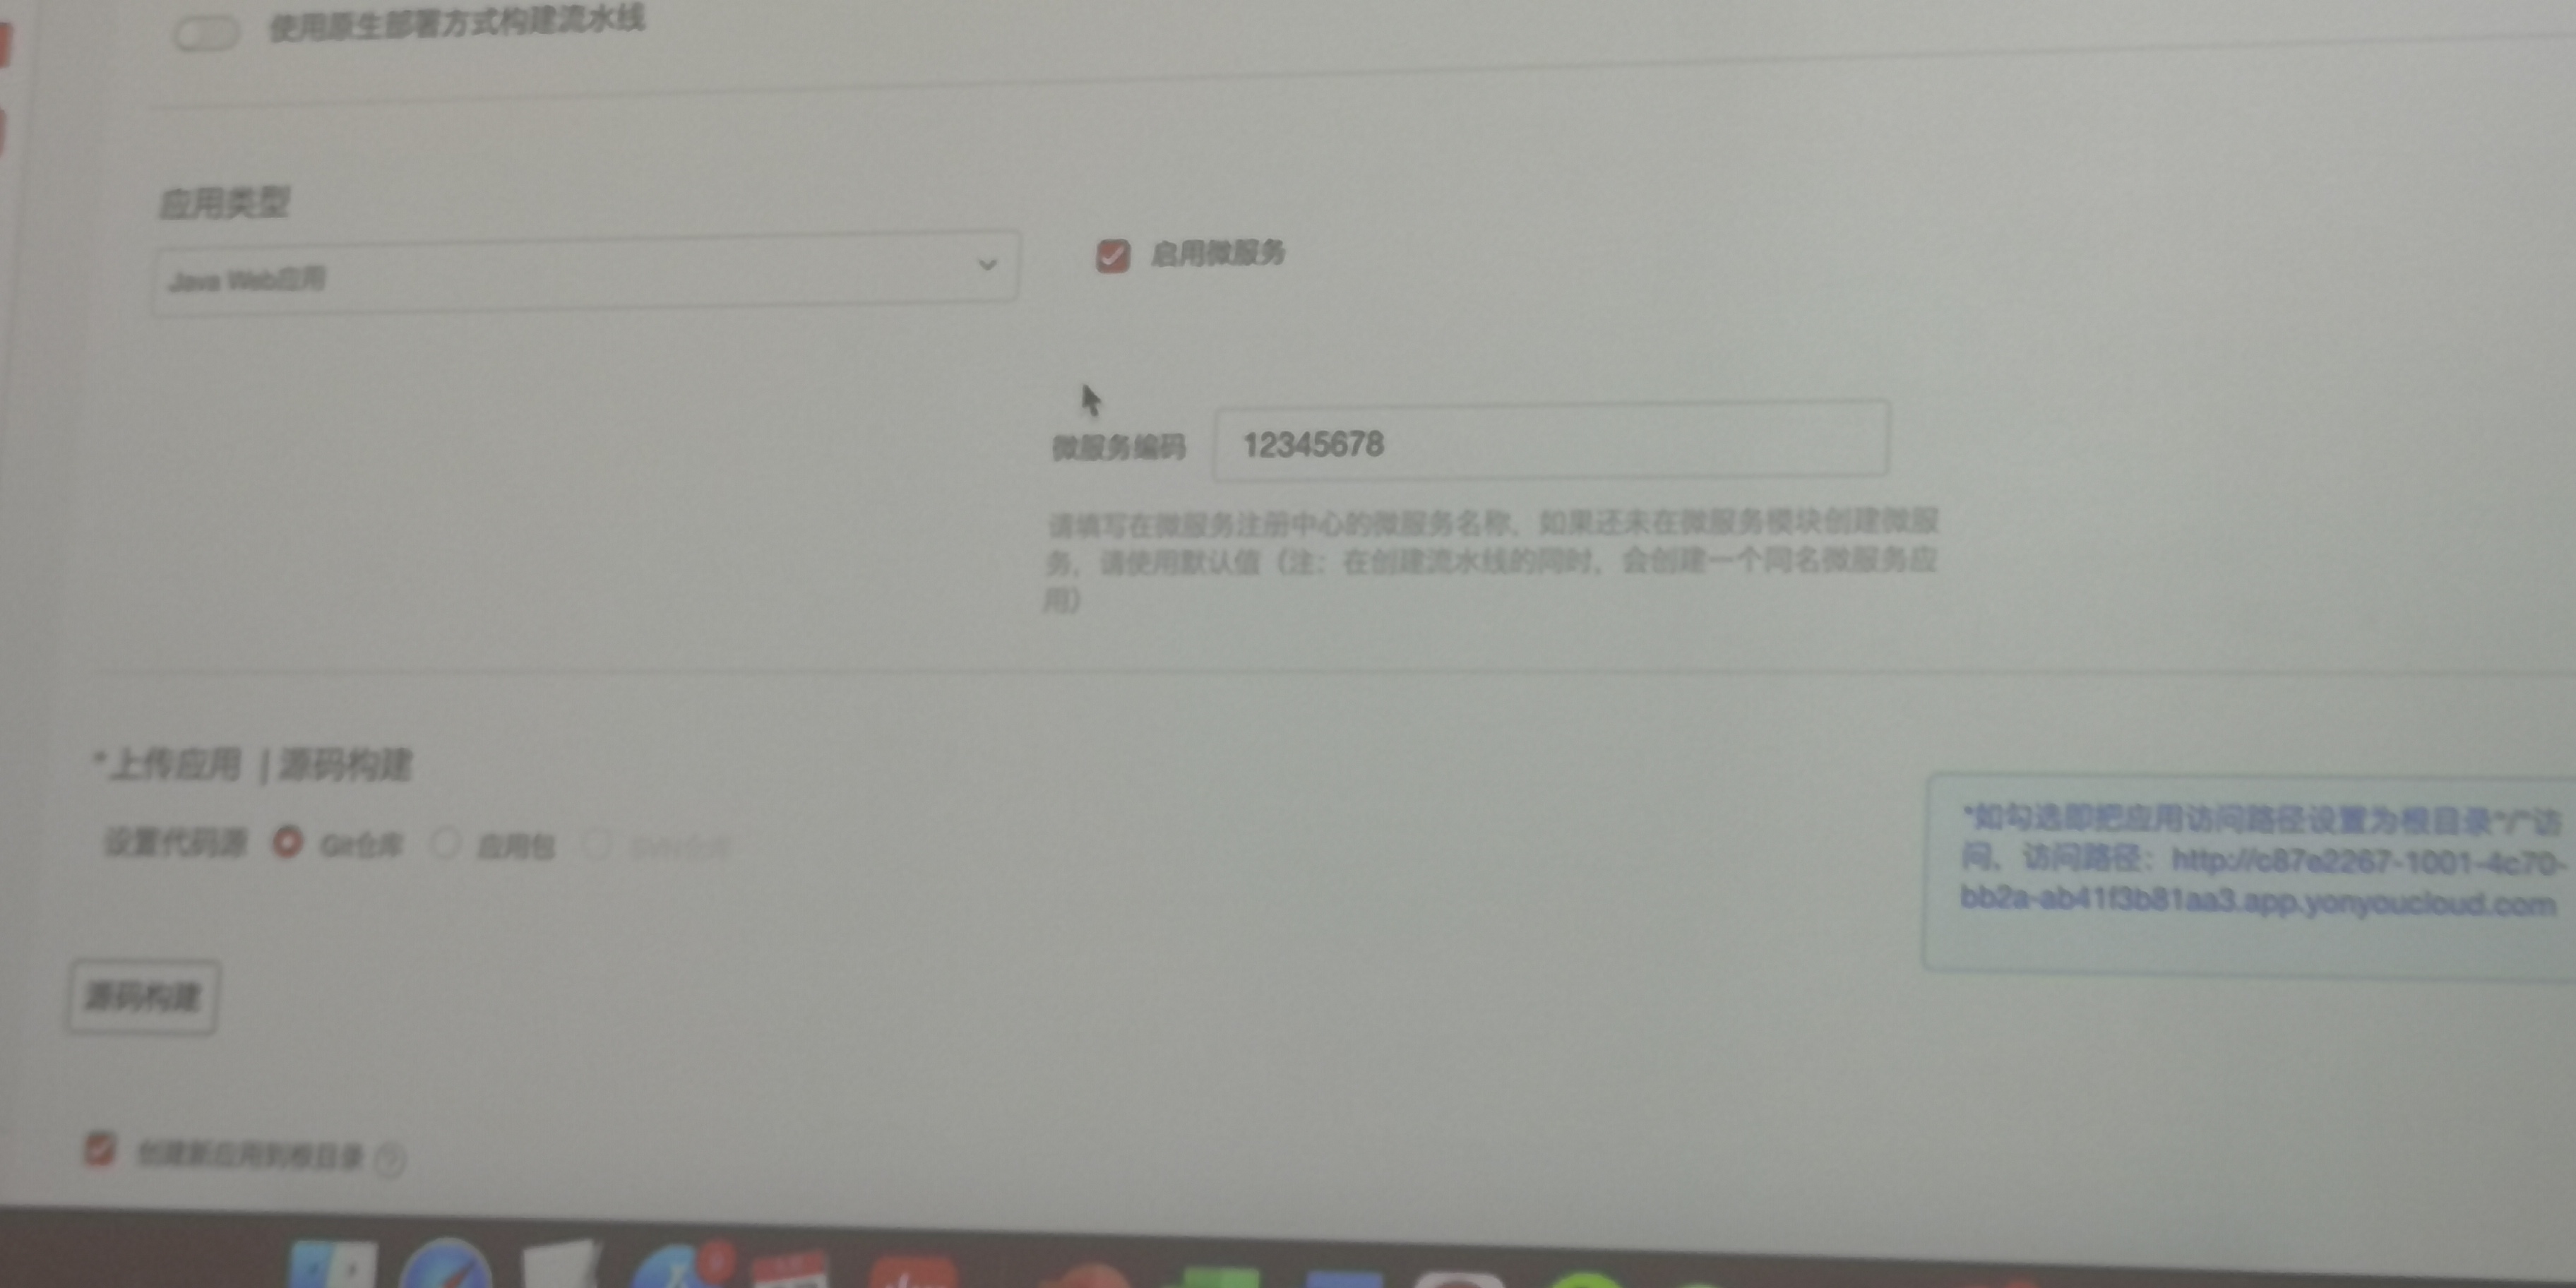 使用原生部署方式构建流水线
应用类型
Java Web应用
启用微服务
微服务编码
12345678
请填写在微服务注册中心的微服务名称，如果还未在微服务模块创建微服
务，请使用默认值（注：在创建流水线的同时，会创建一个同名微服务应
用）
*上传应用 | 源码构建
设置代码源 Git仓库 应用包 SVN仓库
*如勾选即把应用访问路径设置为根目录"/"访
问，访问路径：http://c87e2267-1001-4c70-
bb2a-ab41f3b81aa3.app.yonyoucloud.com
源码构建
创建新应用到根目录 ?